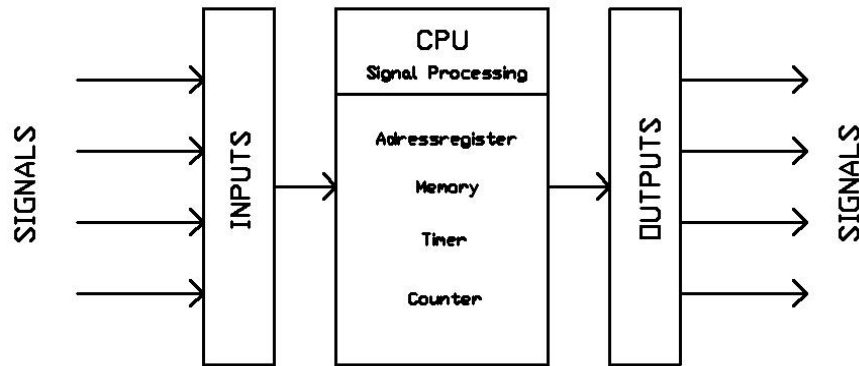 SIGNALS
INPUTS
CPU
Signal Processing
Adressregister
Memory
Timer
Counter
OUTPUTS
SIGNALS